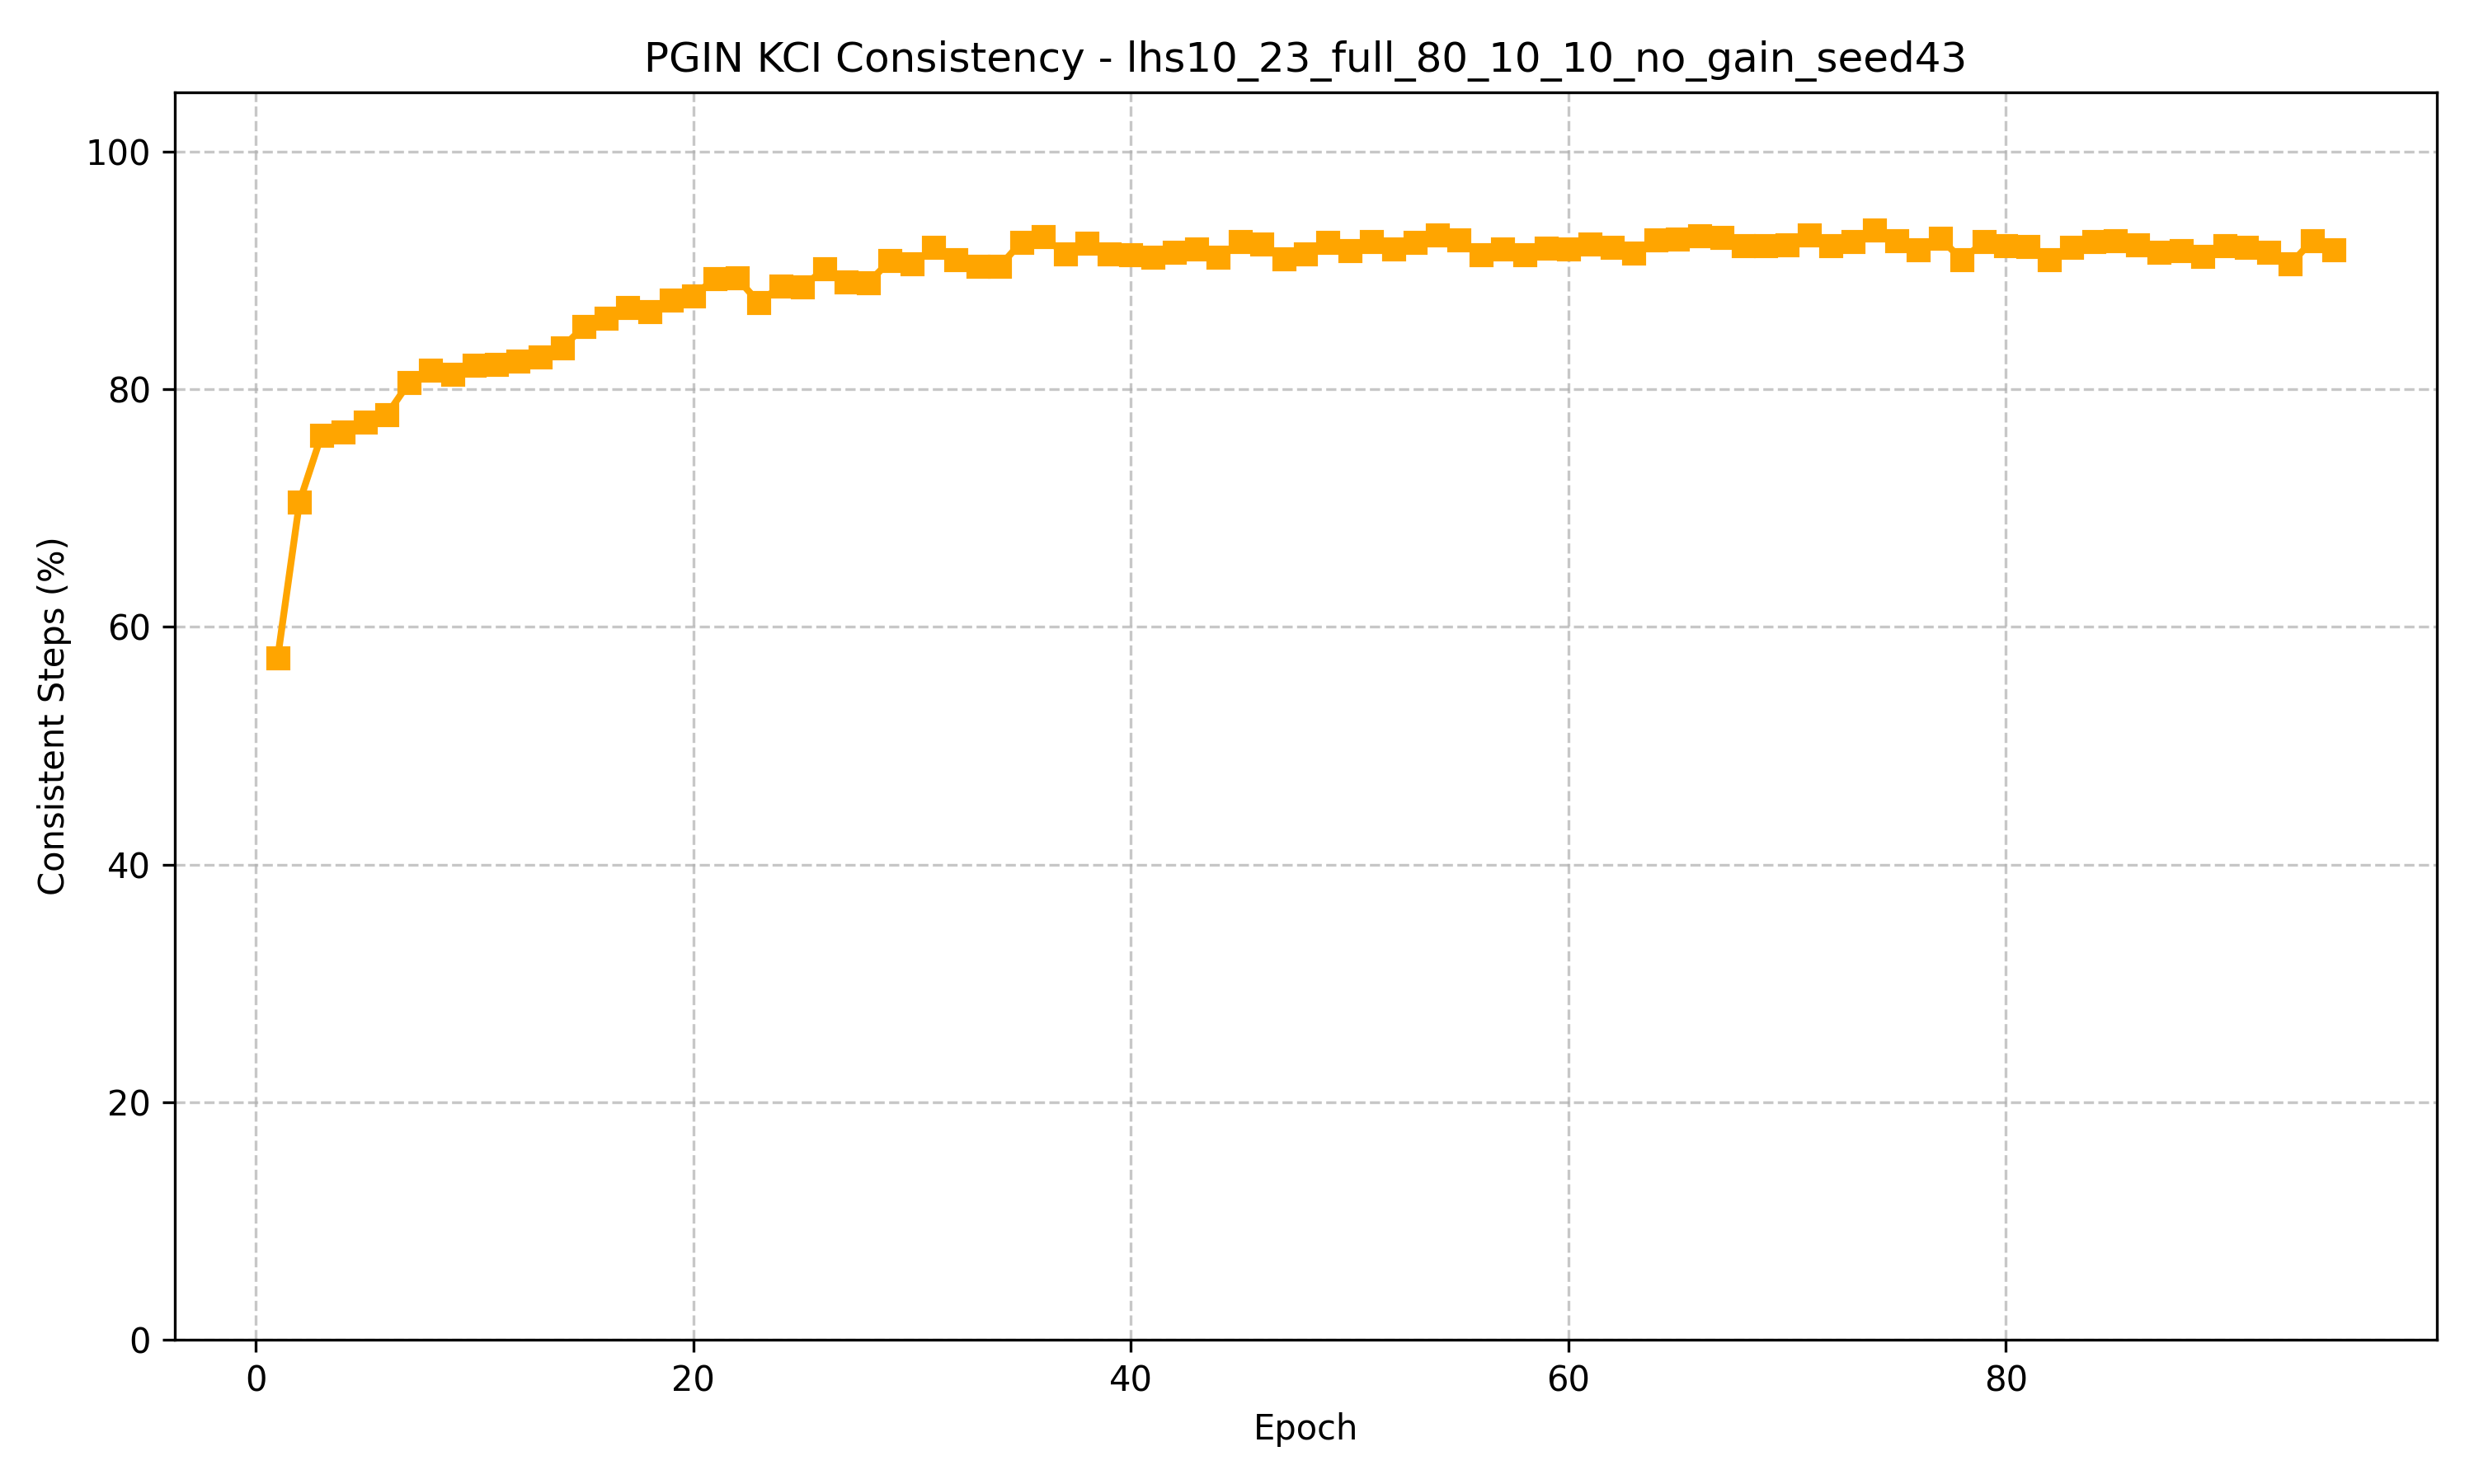 PGIN KCI Consistency - lhs10_23_full_80_10_10_no_gain_seed43
Consistent Steps (%)
100
80
60
40
20
0
0 20 40 60 80
Epoch